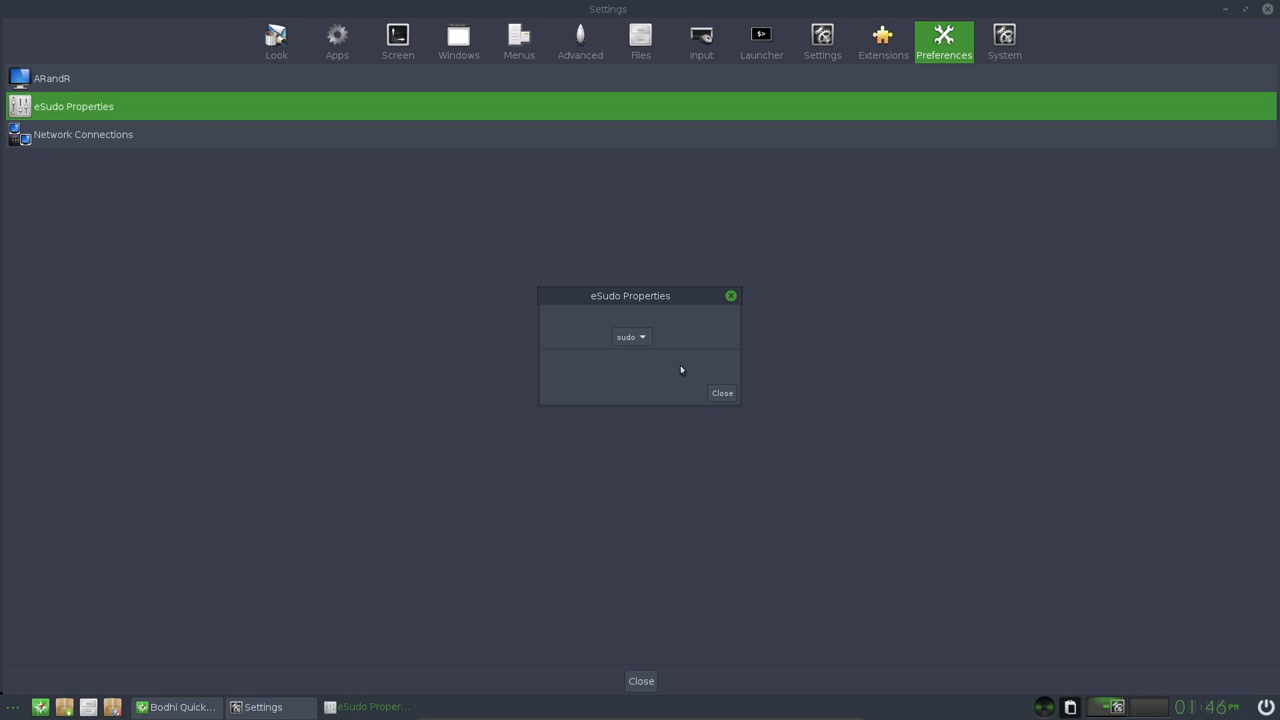 Settings
Look
Apps
Screen
Windows
Menus
Advanced
Files
Input
$>
Launcher
Settings
Extensions
Preferences
System
ARandR
eSudo Properties
Network Connections
eSudo Properties
sudo
Close
Close
Bodhi Quick...
Settings
eSudo Proper...
01:46PM